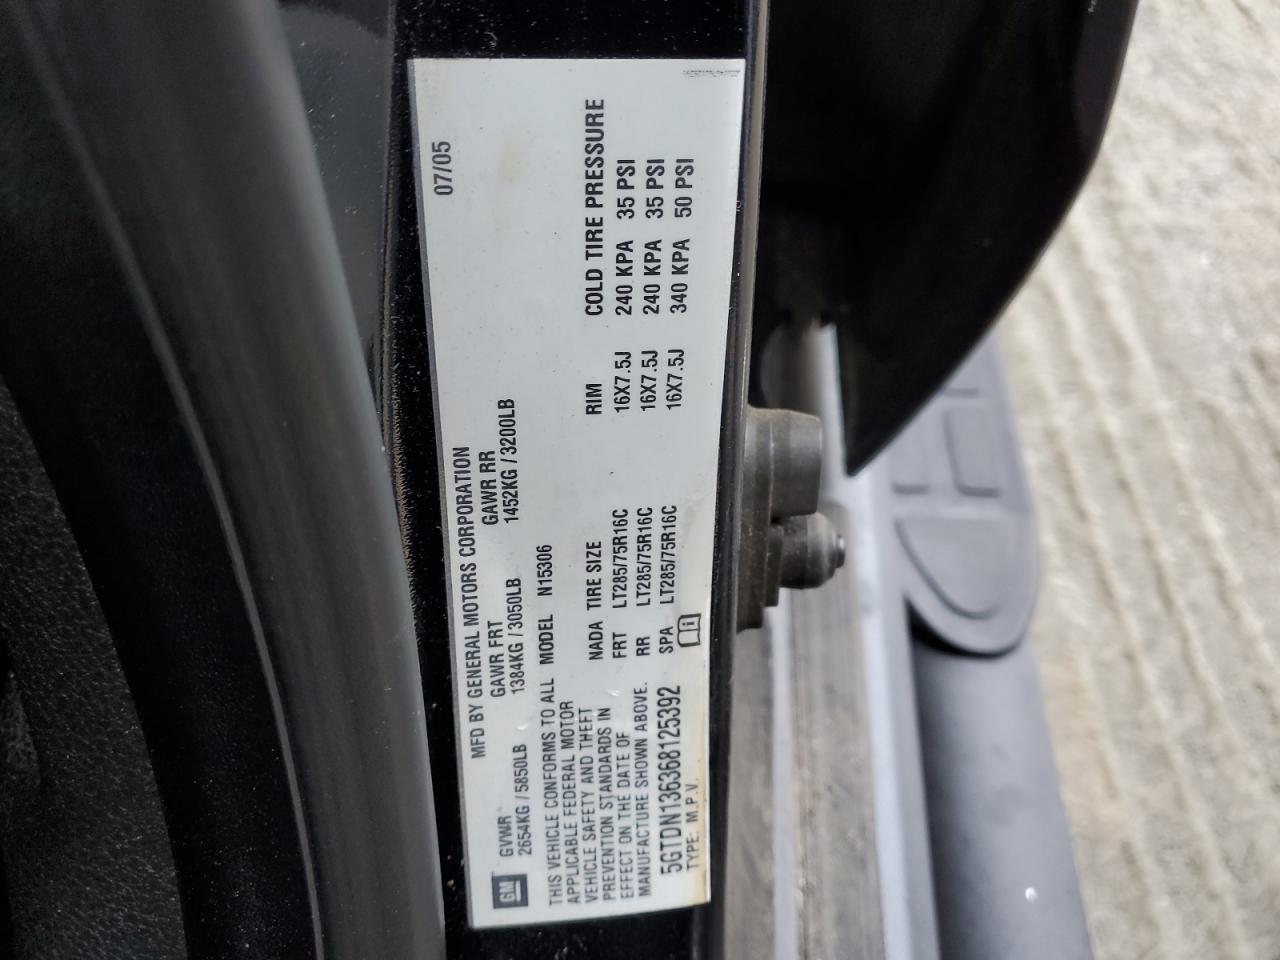 07/05
MFD BY GENERAL MOTORS CORPORATION
GM
GVWR GAWR FRT GAWR RR
2654KG / 5850LB 1384KG / 3050LB 1452KG / 3200LB
THIS VEHICLE CONFORMS TO ALL
APPLICABLE FEDERAL MOTOR
VEHICLE SAFETY AND THEFT
PREVENTION STANDARDS IN
EFFECT ON THE DATE OF
MANUFACTURE SHOWN ABOVE.
5GTDN136368125392
TYPE: M.P.V.
MODEL N15306
NADA TIRE SIZE RIM COLD TIRE PRESSURE
FRT LT285/75R16C 16X7.5J 240 KPA 35 PSI
RR LT285/75R16C 16X7.5J 240 KPA 35 PSI
SPA LT285/75R16C 16X7.5J 340 KPA 50 PSI